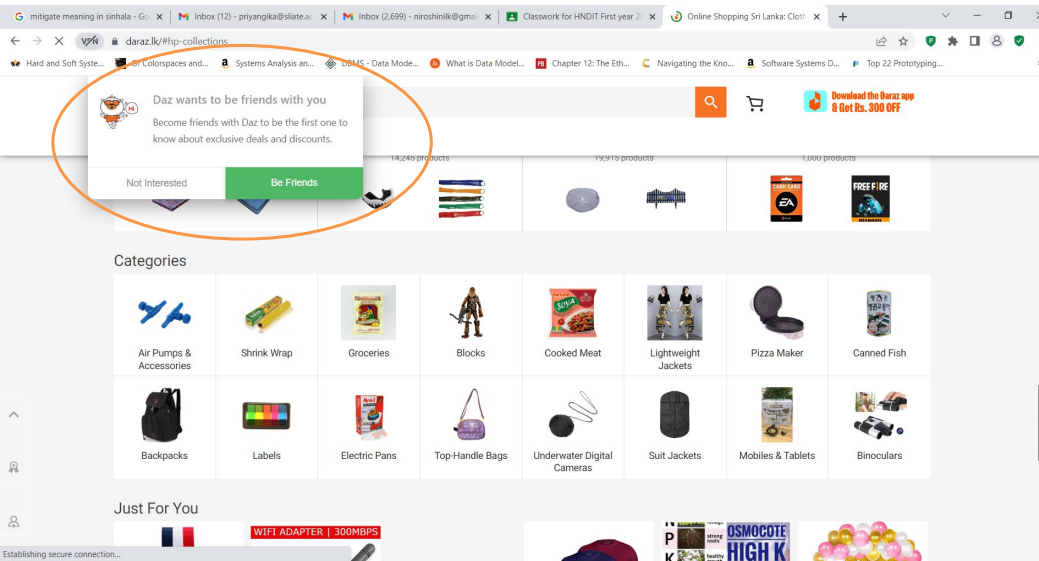 mitigate meaning in sinhala - Go
Inbox (12) - priyangika@sliate.ac
Inbox (2,699) - niroshinilk@gmail
Classwork for HNDIT First year 2
Online Shopping Sri Lanka: Cloth
daraz.lk/#hp-collections
Hard and Soft Syste...
Colorspaces and...
Systems Analysis an...
DBMS - Data Mode...
What is Data Model...
Chapter 12: The Eth...
Navigating the Kno...
Software Systems D...
Top 22 Prototyping...
Hi
Daz wants to be friends with you
Become friends with Daz to be the first one to
know about exclusive deals and discounts.
Not Interested
Be Friends
Download the Daraz app
& Get Rs. 300 OFF
14,245 products
19,915 products
1,000 products
CASH CARD
EA
FREE FIRE
DIAMONDS
Categories
SOYA
Air Pumps &
Accessories
Shrink Wrap
Groceries
Blocks
Cooked Meat
Lightweight
Jackets
Pizza Maker
Canned Fish
Backpacks
Labels
Electric Pans
Top-Handle Bags
Underwater Digital
Cameras
Suit Jackets
Mobiles & Tablets
Binoculars
Just For You
WIFI ADAPTER | 300MBPS
P
strong
roots
K
healthy
OSMOCOTE
HIGH K
Establishing secure connection...